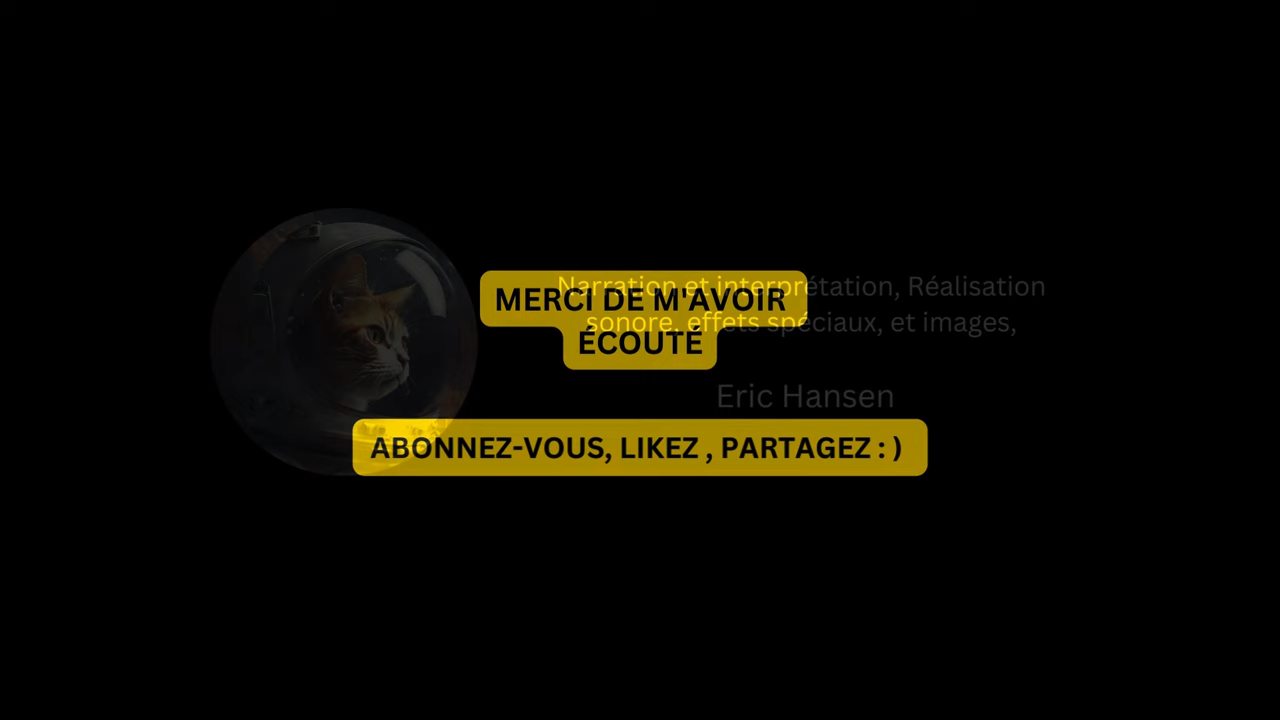 Narration et interprétation, Réalisation
sonore, effets spéciaux, et images,
Eric Hansen
MERCI DE M'AVOIR
ÉCOUTÉ
ABONNEZ-VOUS, LIKEZ , PARTAGEZ : )